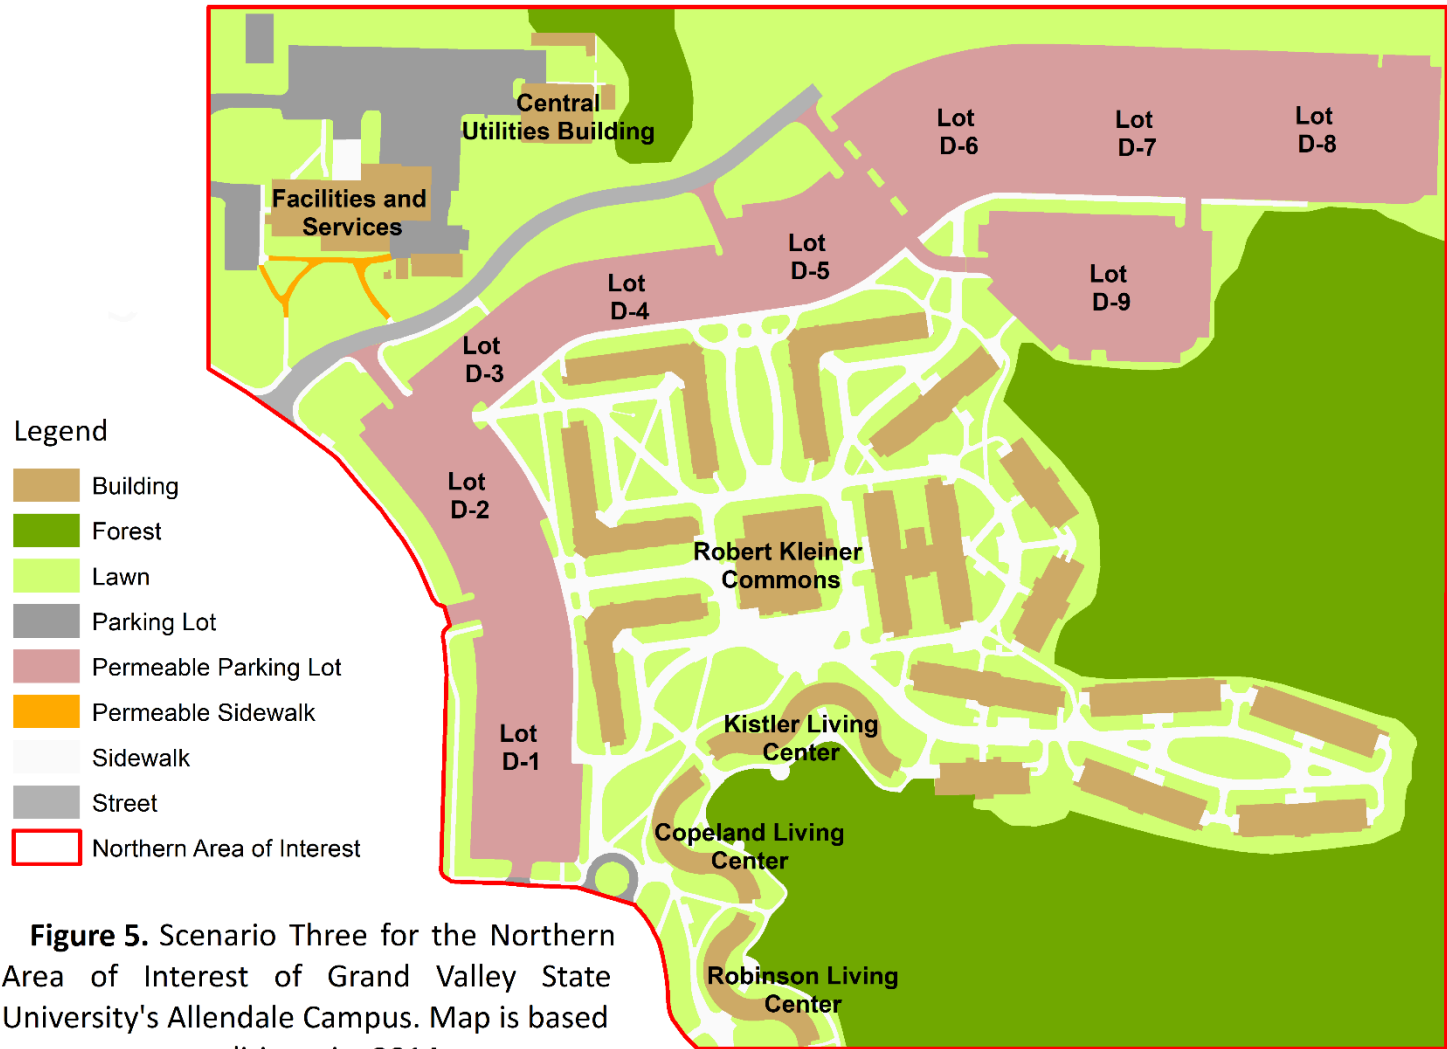 Central
Utilities Building
Facilities and
Services
Lot
D-6
Lot
D-7
Lot
D-8
Lot
D-5
Lot
D-4
Lot
D-9
Lot
D-3
Lot
D-2
Robert Kleiner
Commons
Lot
D-1
Kistler Living
Center
Copeland Living
Center
Robinson Living
Center
Legend
Building
Forest
Lawn
Parking Lot
Permeable Parking Lot
Permeable Sidewalk
Sidewalk
Street
Northern Area of Interest
Figure 5. Scenario Three for the Northern
Area of Interest of Grand Valley State
University's Allendale Campus. Map is based